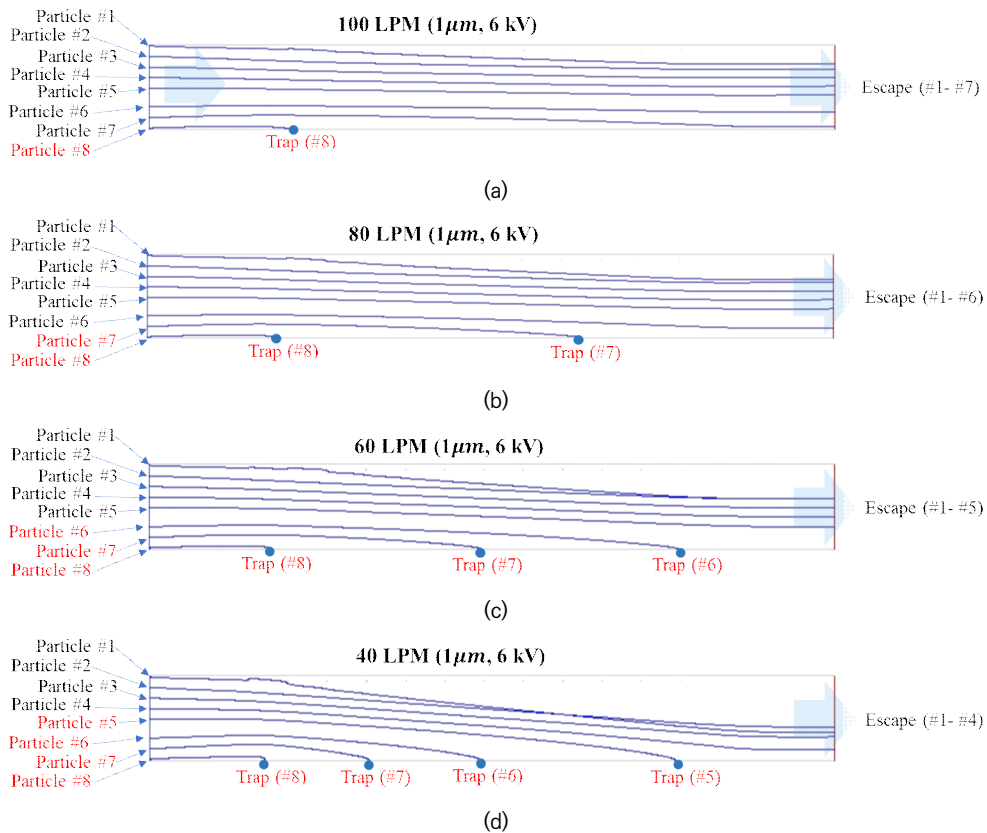 100 LPM (1μm, 6 kV)
Particle #1
Particle #2
Particle #3
Particle #4
Particle #5
Particle #6
Particle #7
Particle #8
Trap (#8)
Escape (#1- #7)
(a)
80 LPM (1μm, 6 kV)
Particle #1
Particle #2
Particle #3
Particle #4
Particle #5
Particle #6
Particle #7
Particle #8
Trap (#8)
Trap (#7)
Escape (#1- #6)
(b)
60 LPM (1μm, 6 kV)
Particle #1
Particle #2
Particle #3
Particle #4
Particle #5
Particle #6
Particle #7
Particle #8
Trap (#8)
Trap (#7)
Trap (#6)
Escape (#1- #5)
(c)
40 LPM (1μm, 6 kV)
Particle #1
Particle #2
Particle #3
Particle #4
Particle #5
Particle #6
Particle #7
Particle #8
Trap (#8)
Trap (#7)
Trap (#6)
Trap (#5)
Escape (#1- #4)
(d)